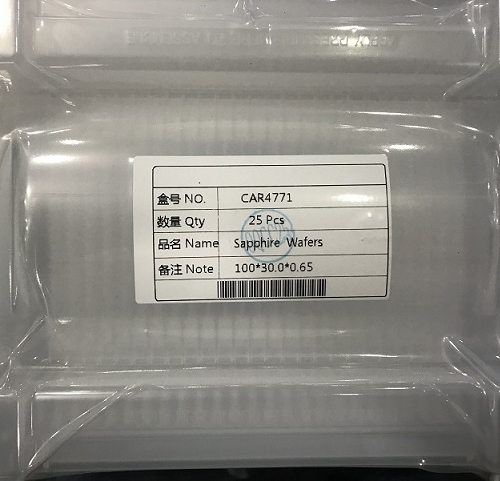 盒号 NO. CAR4771
数量 Qty 25 Pcs
品名 Name Sapphire Wafers
备注 Note 100*30.0*0.65